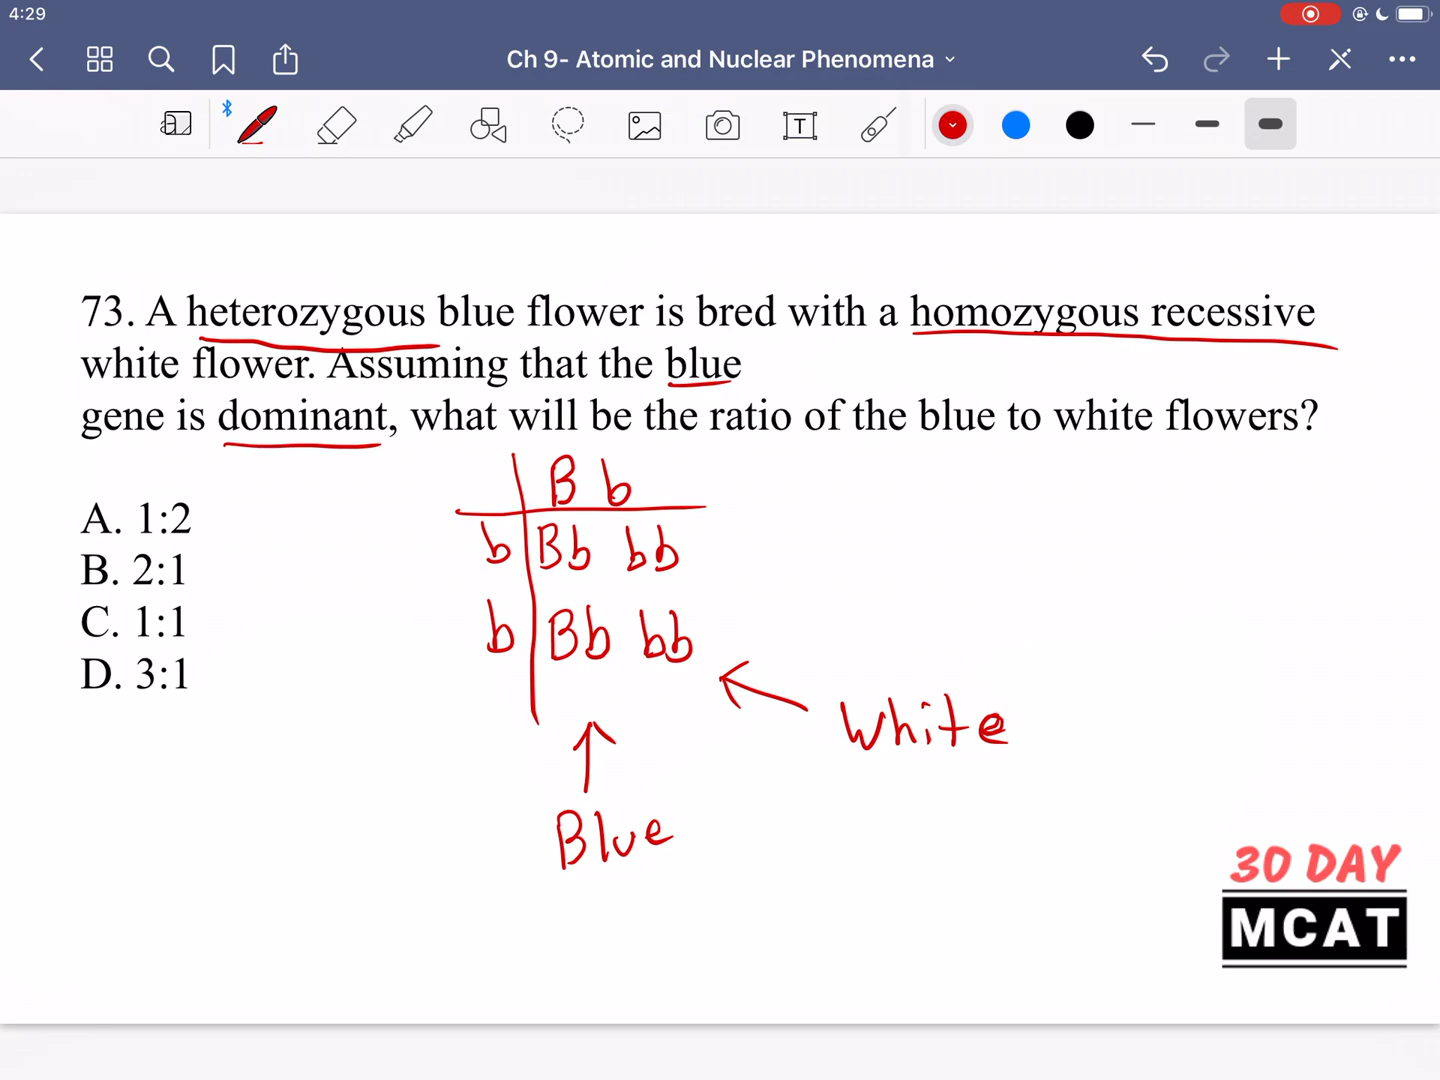 4:29
Ch 9- Atomic and Nuclear Phenomena
T
73. A heterozygous blue flower is bred with a homozygous recessive
white flower. Assuming that the blue
gene is dominant, what will be the ratio of the blue to white flowers?
A. 1:2
B. 2:1
C. 1:1
D. 3:1
B b
b Bb bb
b Bb bb
White
Blue
30 DAY
MCAT